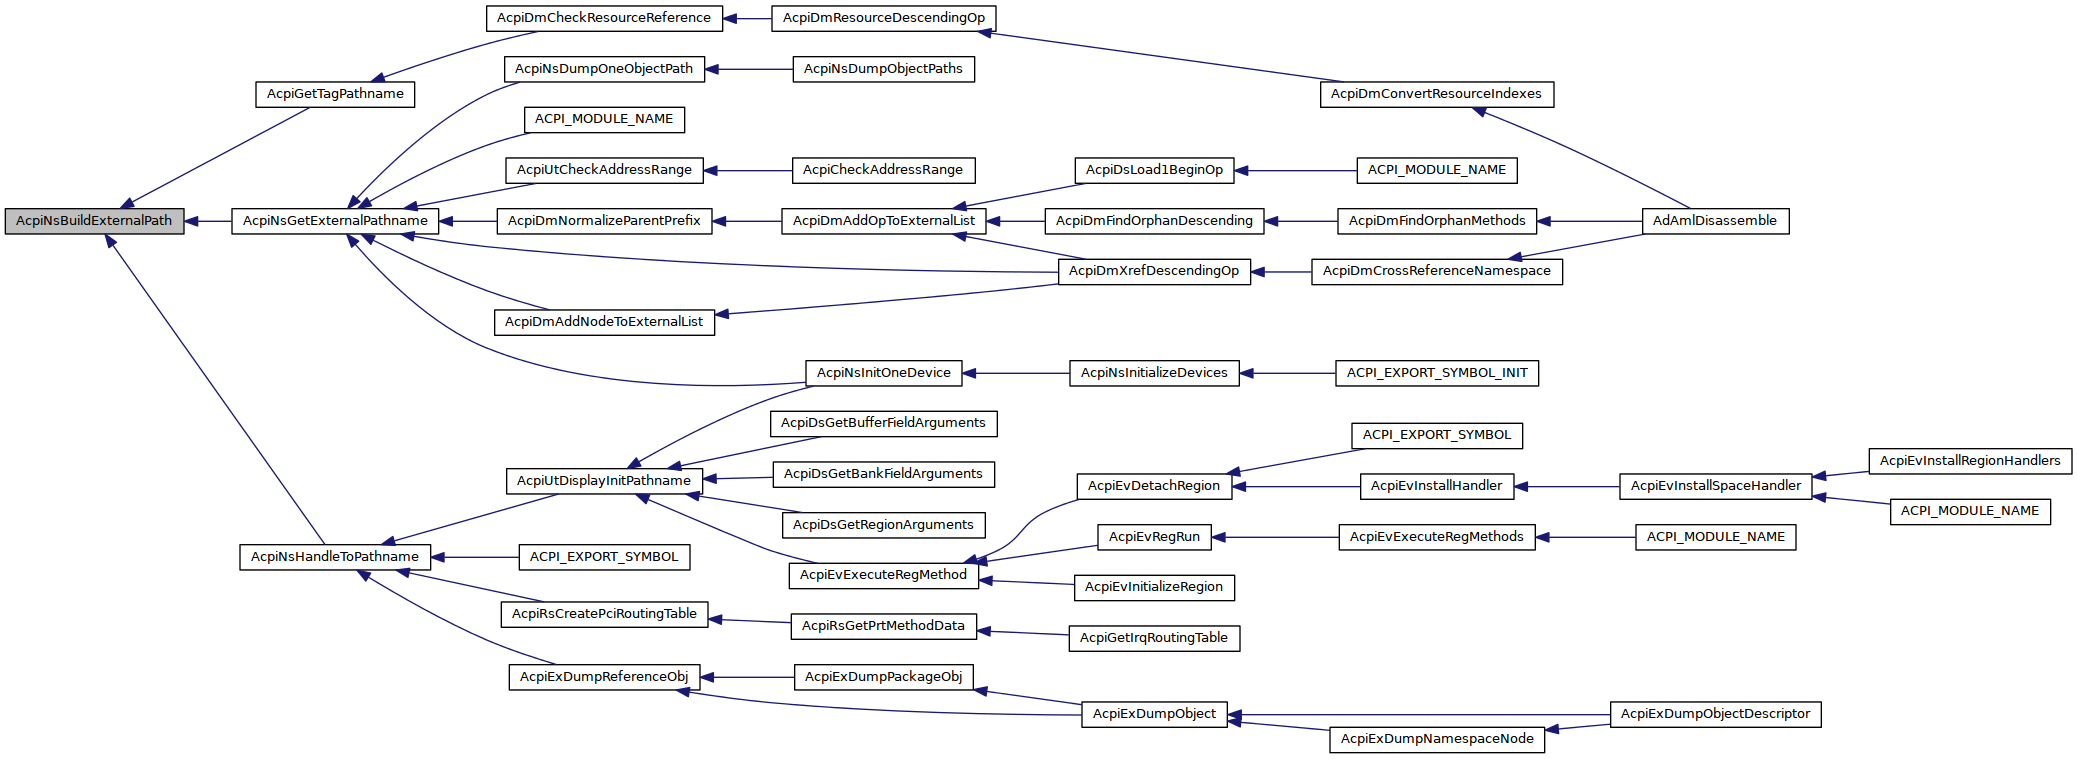 AcpiDmCheckResourceReference
AcpiDmResourceDescendingOp
AcpiNsDumpOneObjectPath
AcpiNsDumpObjectPaths
AcpiGetTagPathname
AcpiDmConvertResourceIndexes
ACPI_MODULE_NAME
AcpiUtCheckAddressRange
AcpiCheckAddressRange
AcpiDsLoad1BeginOp
ACPI_MODULE_NAME
AcpiNsBuildExternalPath
AcpiNsGetExternalPathname
AcpiDmNormalizeParentPrefix
AcpiDmAddOpToExternalList
AcpiDmFindOrphanDescending
AcpiDmFindOrphanMethods
AdAmlDisassemble
AcpiDmXrefDescendingOp
AcpiDmCrossReferenceNamespace
AcpiDmAddNodeToExternalList
AcpiNsInitOneDevice
AcpiNsInitializeDevices
ACPI_EXPORT_SYMBOL_INIT
AcpiDsGetBufferFieldArguments
ACPI_EXPORT_SYMBOL
AcpiEvInstallRegionHandlers
AcpiUtDisplayInitPathname
AcpiDsGetBankFieldArguments
AcpiEvDetachRegion
AcpiEvInstallHandler
AcpiEvInstallSpaceHandler
ACPI_MODULE_NAME
AcpiDsGetRegionArguments
AcpiEvRegRun
AcpiEvExecuteRegMethods
ACPI_MODULE_NAME
AcpiNsHandleToPathname
ACPI_EXPORT_SYMBOL
AcpiEvExecuteRegMethod
AcpiEvInitializeRegion
AcpiRsCreatePciRoutingTable
AcpiRsGetPrtMethodData
AcpiGetIrqRoutingTable
AcpiExDumpReferenceObj
AcpiExDumpPackageObj
AcpiExDumpObject
AcpiExDumpObjectDescriptor
AcpiExDumpNamespaceNode